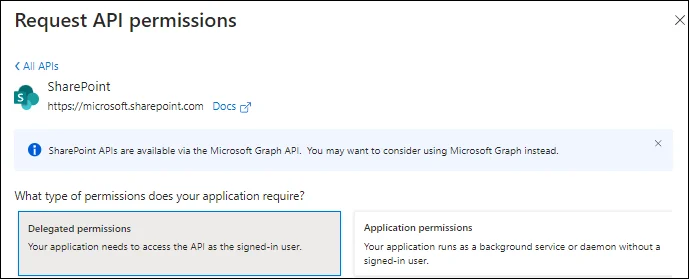 Request API permissions
All APIs
S
SharePoint
https://microsoft.sharepoint.com Docs
SharePoint APIs are available via the Microsoft Graph API. You may want to consider using Microsoft Graph instead.
What type of permissions does your application require?
Delegated permissions
Your application needs to access the API as the signed-in user.
Application permissions
Your application runs as a background service or daemon without a
signed-in user.